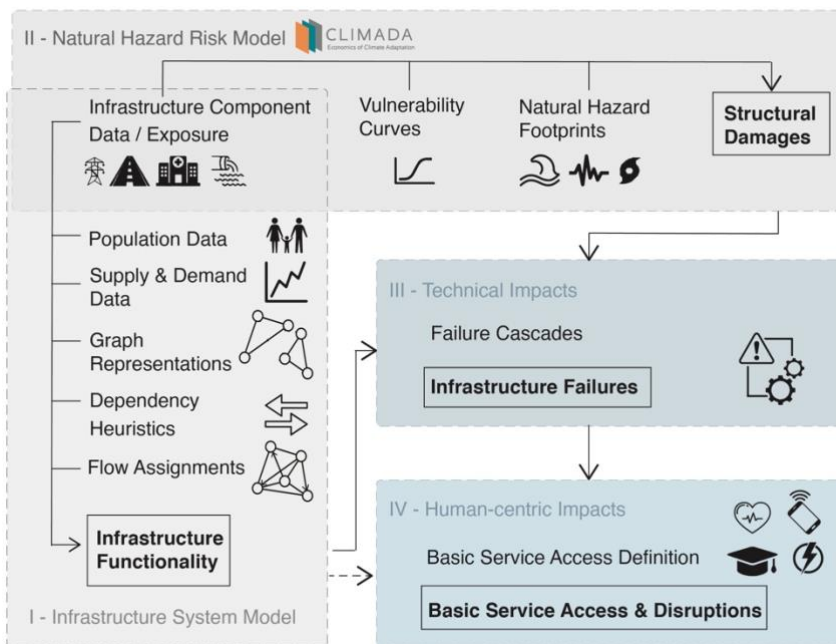 II - Natural Hazard Risk Model
CLIMADA
Economics of Climate Adaptation
Infrastructure Component
Data / Exposure
Vulnerability
Curves
Natural Hazard
Footprints
Structural
Damages
Population Data
Supply & Demand
Data
Graph
Representations
Dependency
Heuristics
Flow Assignments
Infrastructure
Functionality
I - Infrastructure System Model
III - Technical Impacts
Failure Cascades
Infrastructure Failures
IV - Human-centric Impacts
Basic Service Access Definition
Basic Service Access & Disruptions